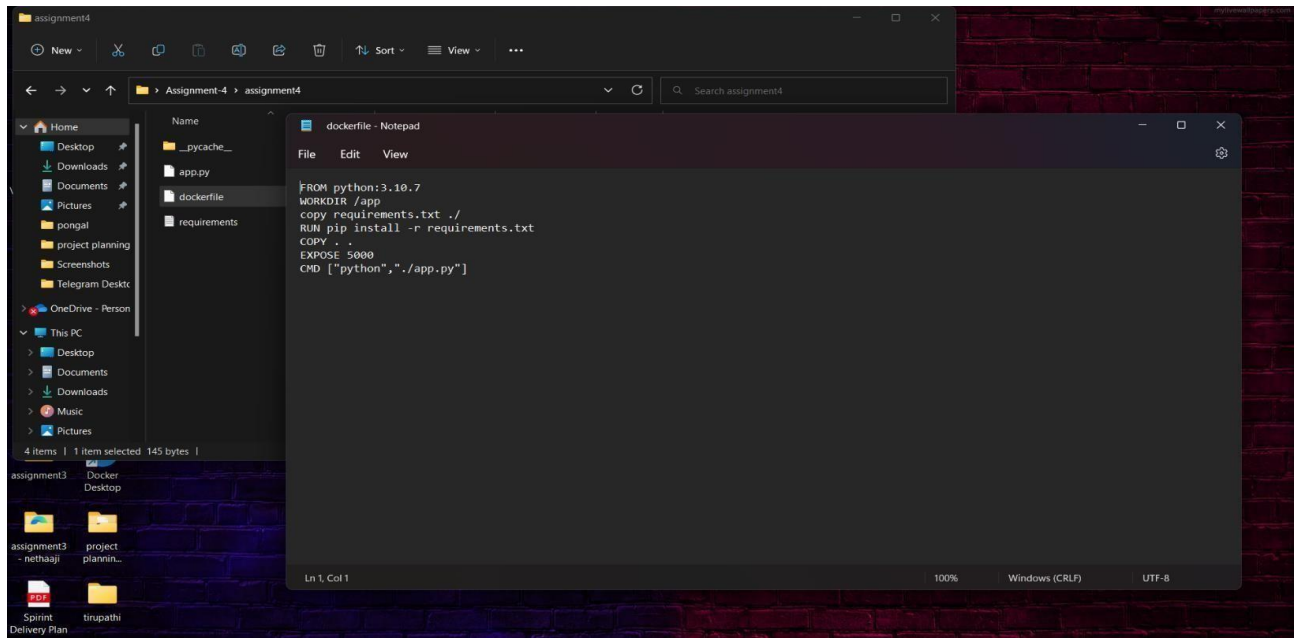 mylivewallpapers.com
assignment4
New
Sort
View
Assignment-4 > assignment4
Search assignment4
Home
Desktop
Downloads
Documents
Pictures
pongal
project planning
Screenshots
Telegram Deskto
OneDrive - Person
This PC
Desktop
Documents
Downloads
Music
Pictures
Name
__pycache__
app.py
dockerfile
requirements
4 items | 1 item selected 145 bytes |
dockerfile - Notepad
File Edit View
FROM python:3.10.7
WORKDIR /app
copy requirements.txt ./
RUN pip install -r requirements.txt
COPY . .
EXPOSE 5000
CMD ["python","./app.py"]
Ln 1, Col 1
100%
Windows (CRLF)
UTF-8
assignment3
Docker
Desktop
assignment3
- nethaaji
project
plannin...
PDF
Spirint
Delivery Plan
tirupathi